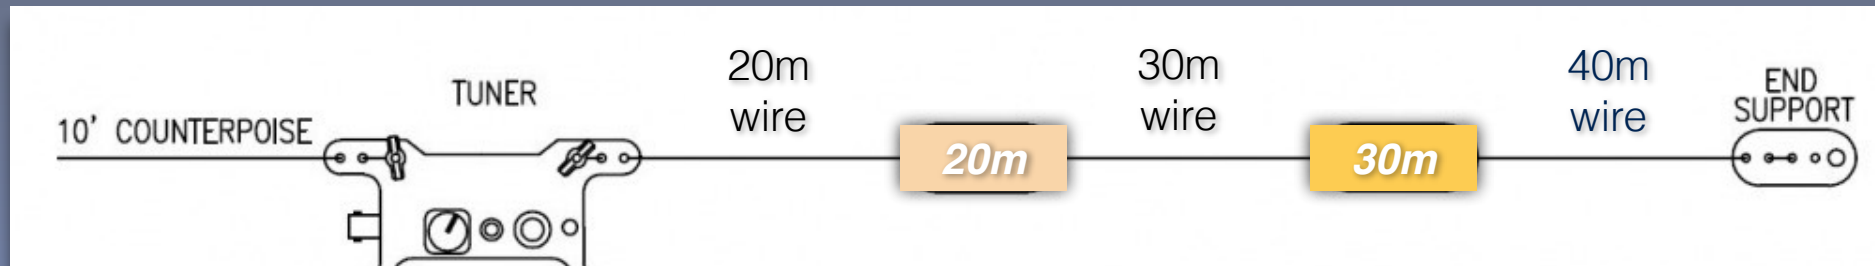 10' COUNTERPOISE
TUNER
20m
wire
20m
30m
wire
30m
40m
wire
END
SUPPORT